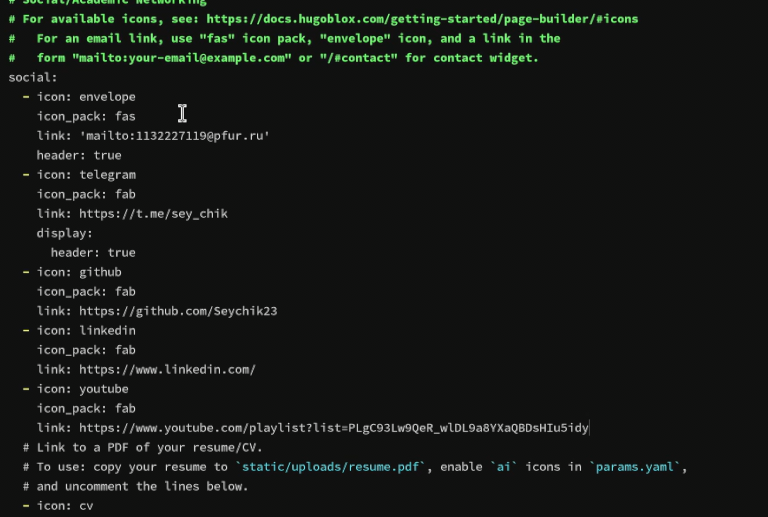 # Social/Academic Networking
# For available icons, see: https://docs.hugoblox.com/getting-started/page-builder/#icons
#   For an email link, use "fas" icon pack, "envelope" icon, and a link in the
#   form "mailto:your-email@example.com" or "/#contact" for contact widget.
social:
  - icon: envelope
    icon_pack: fas
    link: 'mailto:1132227119@pfur.ru'
    header: true
  - icon: telegram
    icon_pack: fab
    link: https://t.me/sey_chik
    display:
      header: true
  - icon: github
    icon_pack: fab
    link: https://github.com/Seychik23
  - icon: linkedin
    icon_pack: fab
    link: https://www.linkedin.com/
  - icon: youtube
    icon_pack: fab
    link: https://www.youtube.com/playlist?list=PLgC93Lw9QeR_wlDL9a8YXaQBDsHIu5idy
  # Link to a PDF of your resume/CV.
  # To use: copy your resume to `static/uploads/resume.pdf`, enable `ai` icons in `params.yaml`,
  # and uncomment the lines below.
  - icon: cv